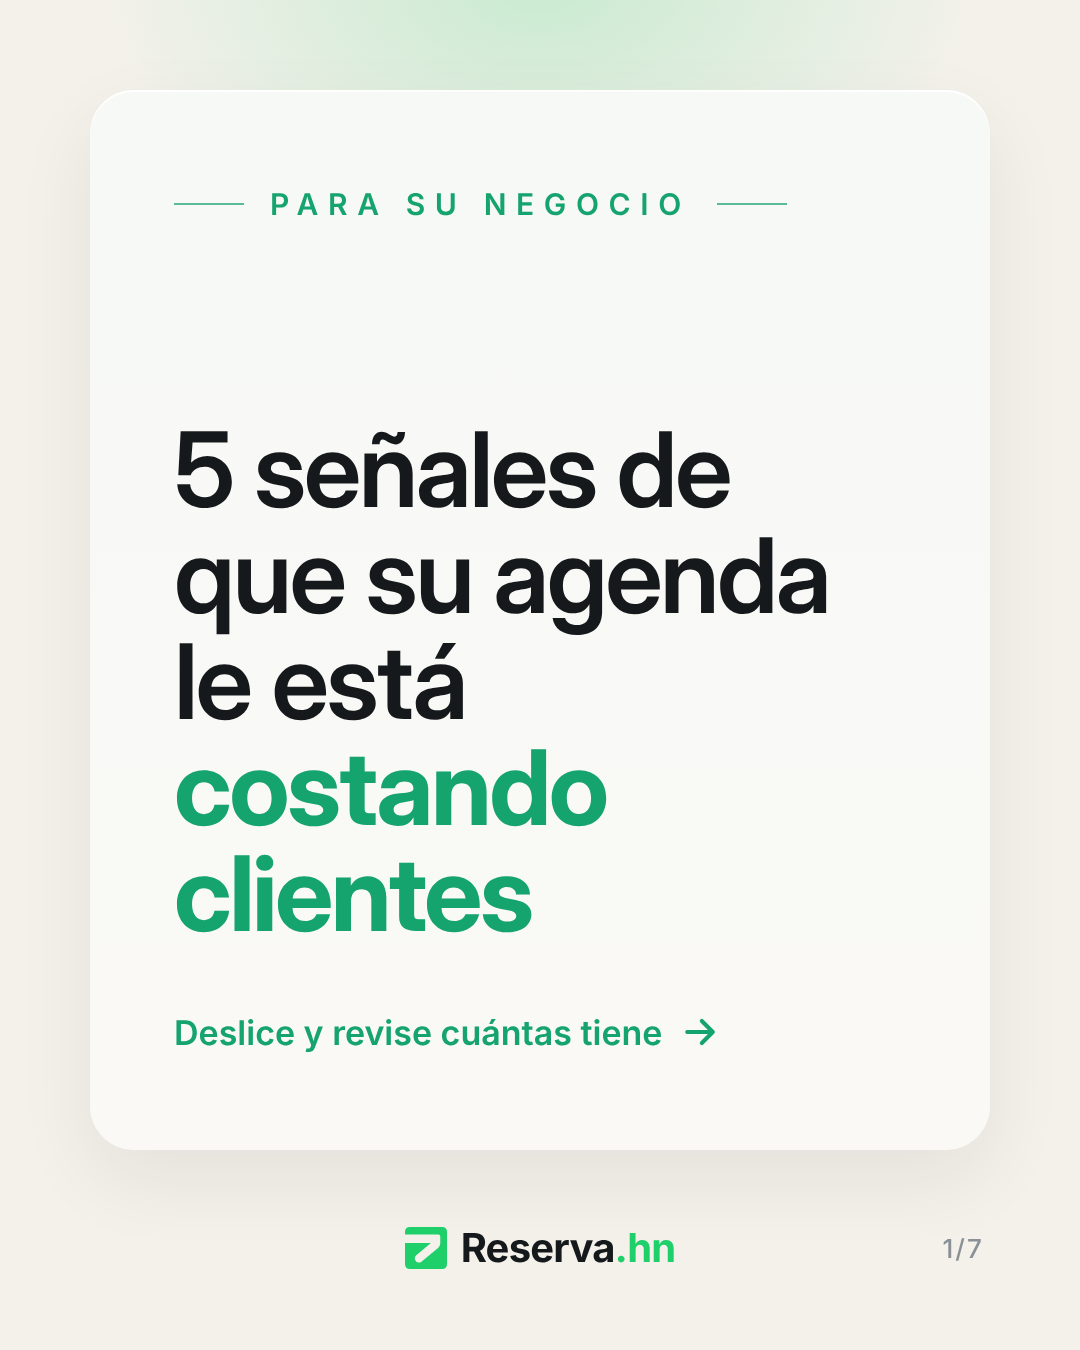 PARA SU NEGOCIO
5 señales de
que su agenda
le está
costando
clientes
Deslice y revise cuántas tiene →
Reserva.hn
1/7